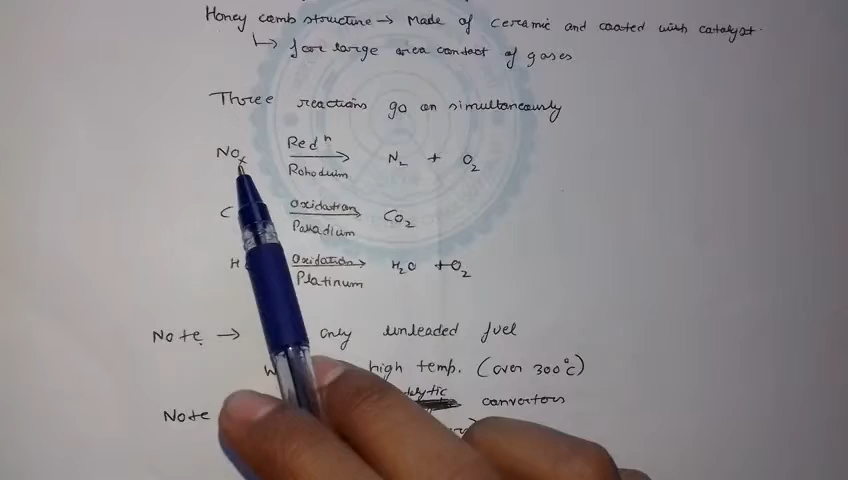 Honey comb structure → Made of ceramic and coated with catalyst.
↳ for large area contact of gases
Three reactions go on simultaneously
NOx Redⁿ Rohodium → N2 + O2
C Oxidation Palladium → CO2
H Oxidation Platinum → H2O + O2
Note → only unleaded fuel
high temp. (over 300°C)
Note convertors